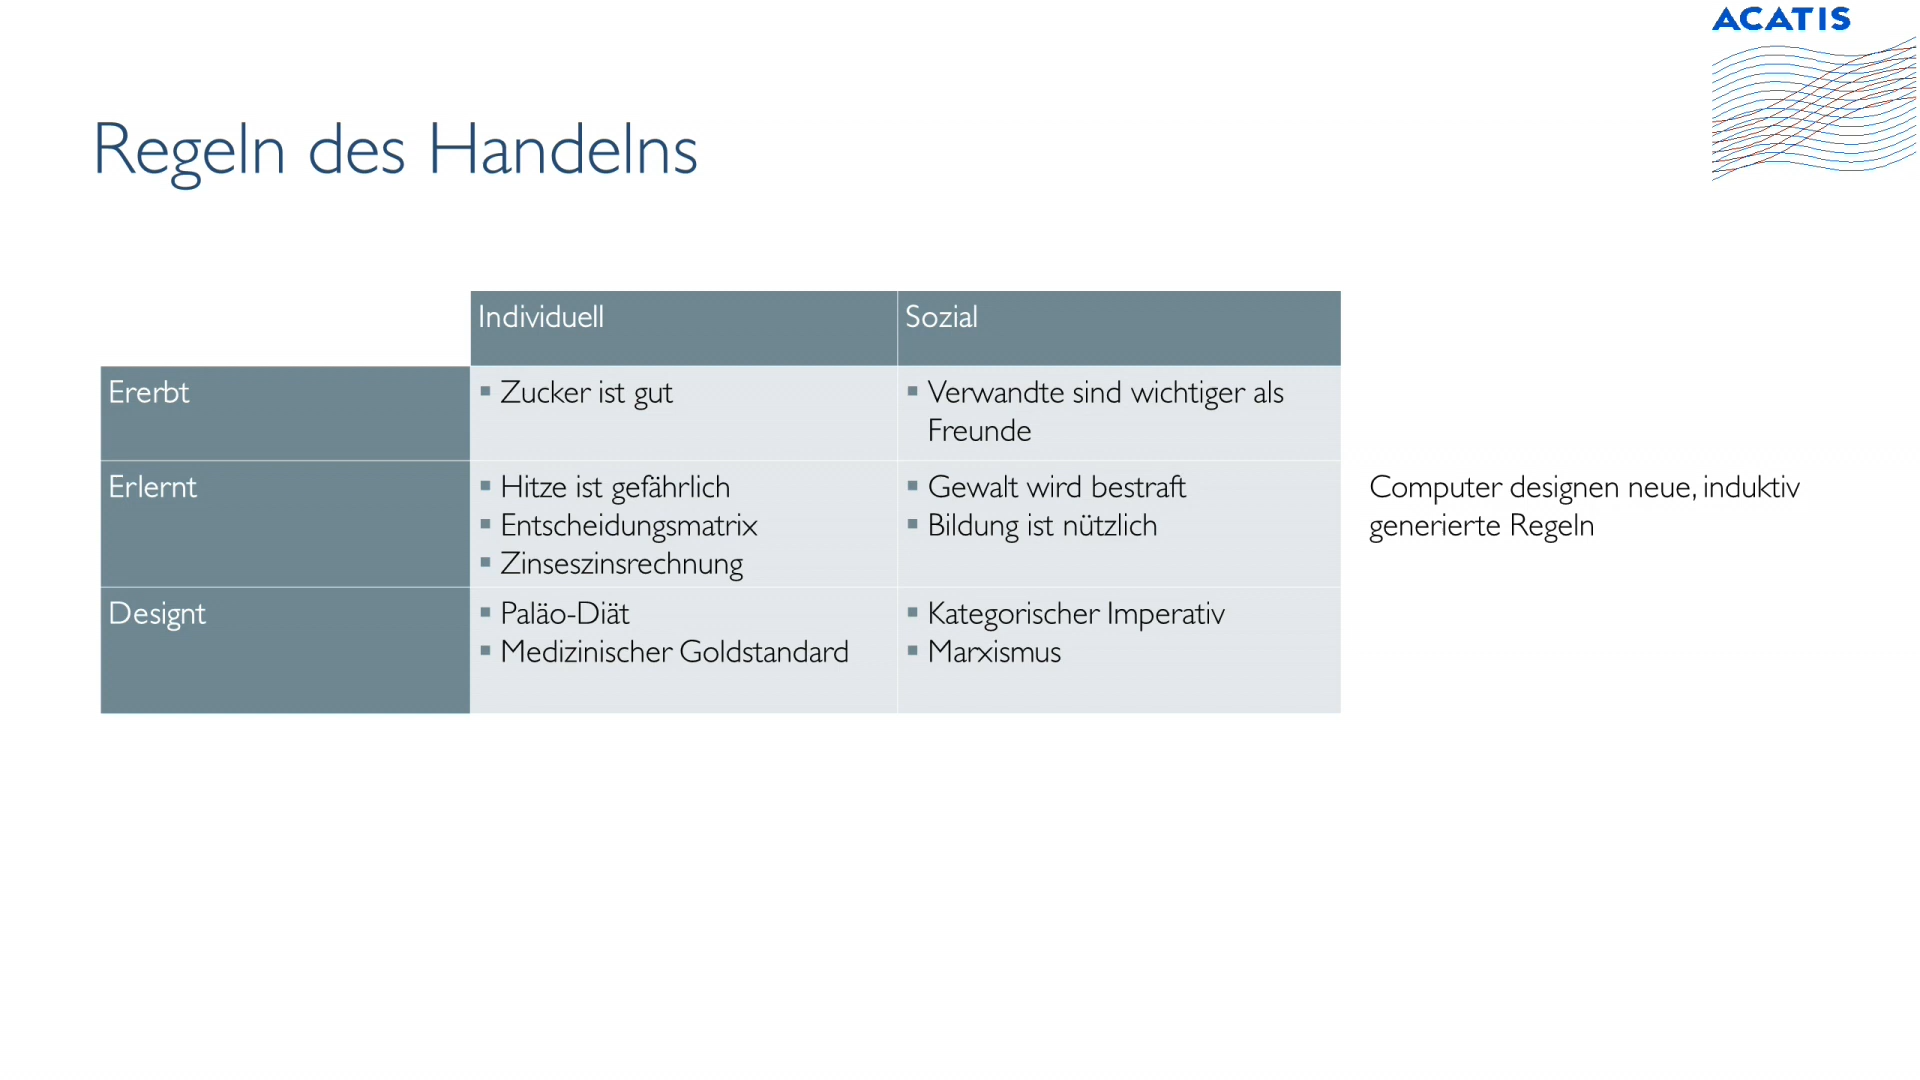 ACATIS
Regeln des Handelns
Individuell
Sozial
Ererbt
▪ Zucker ist gut
▪ Verwandte sind wichtiger als
Freunde
Erlernt
▪ Hitze ist gefährlich
▪ Entscheidungsmatrix
▪ Zinseszinsrechnung
▪ Gewalt wird bestraft
▪ Bildung ist nützlich
Computer designen neue, induktiv
generierte Regeln
Designt
▪ Paläo-Diät
▪ Medizinischer Goldstandard
▪ Kategorischer Imperativ
▪ Marxismus